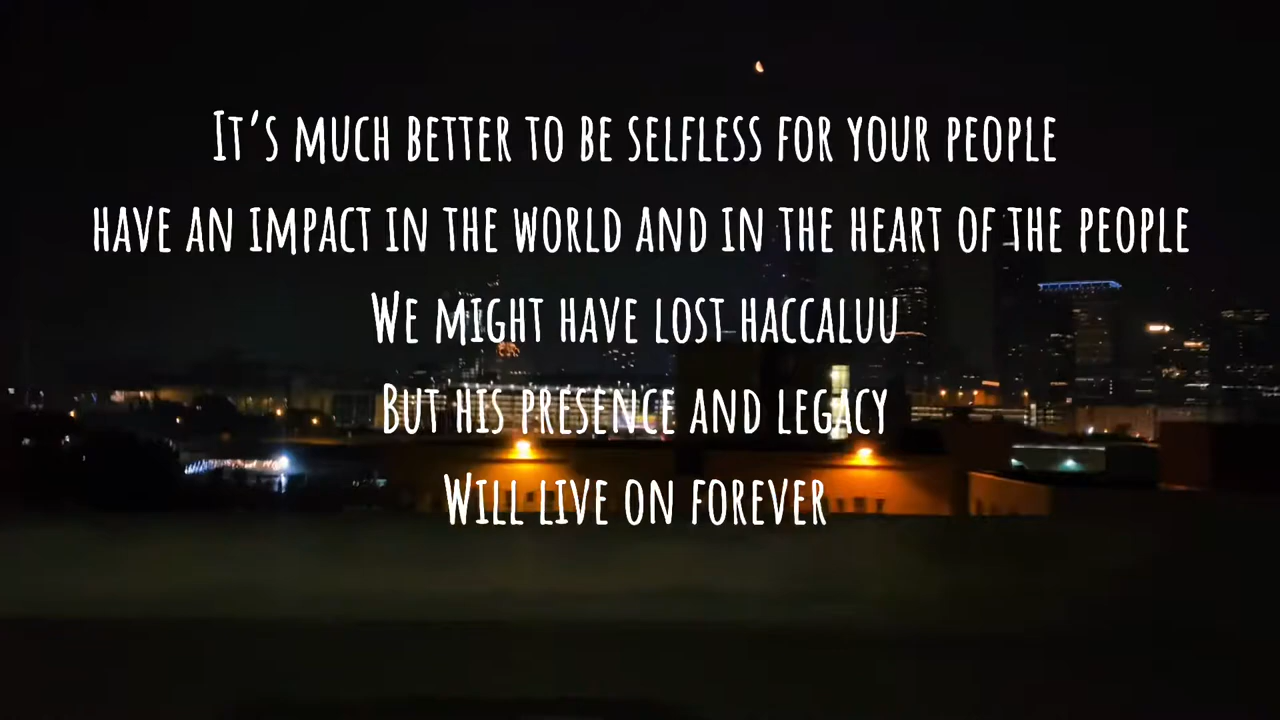 It's much better to be selfless for your people
have an impact in the world and in the heart of the people
We might have lost haccaluu
But his presence and legacy
Will live on forever